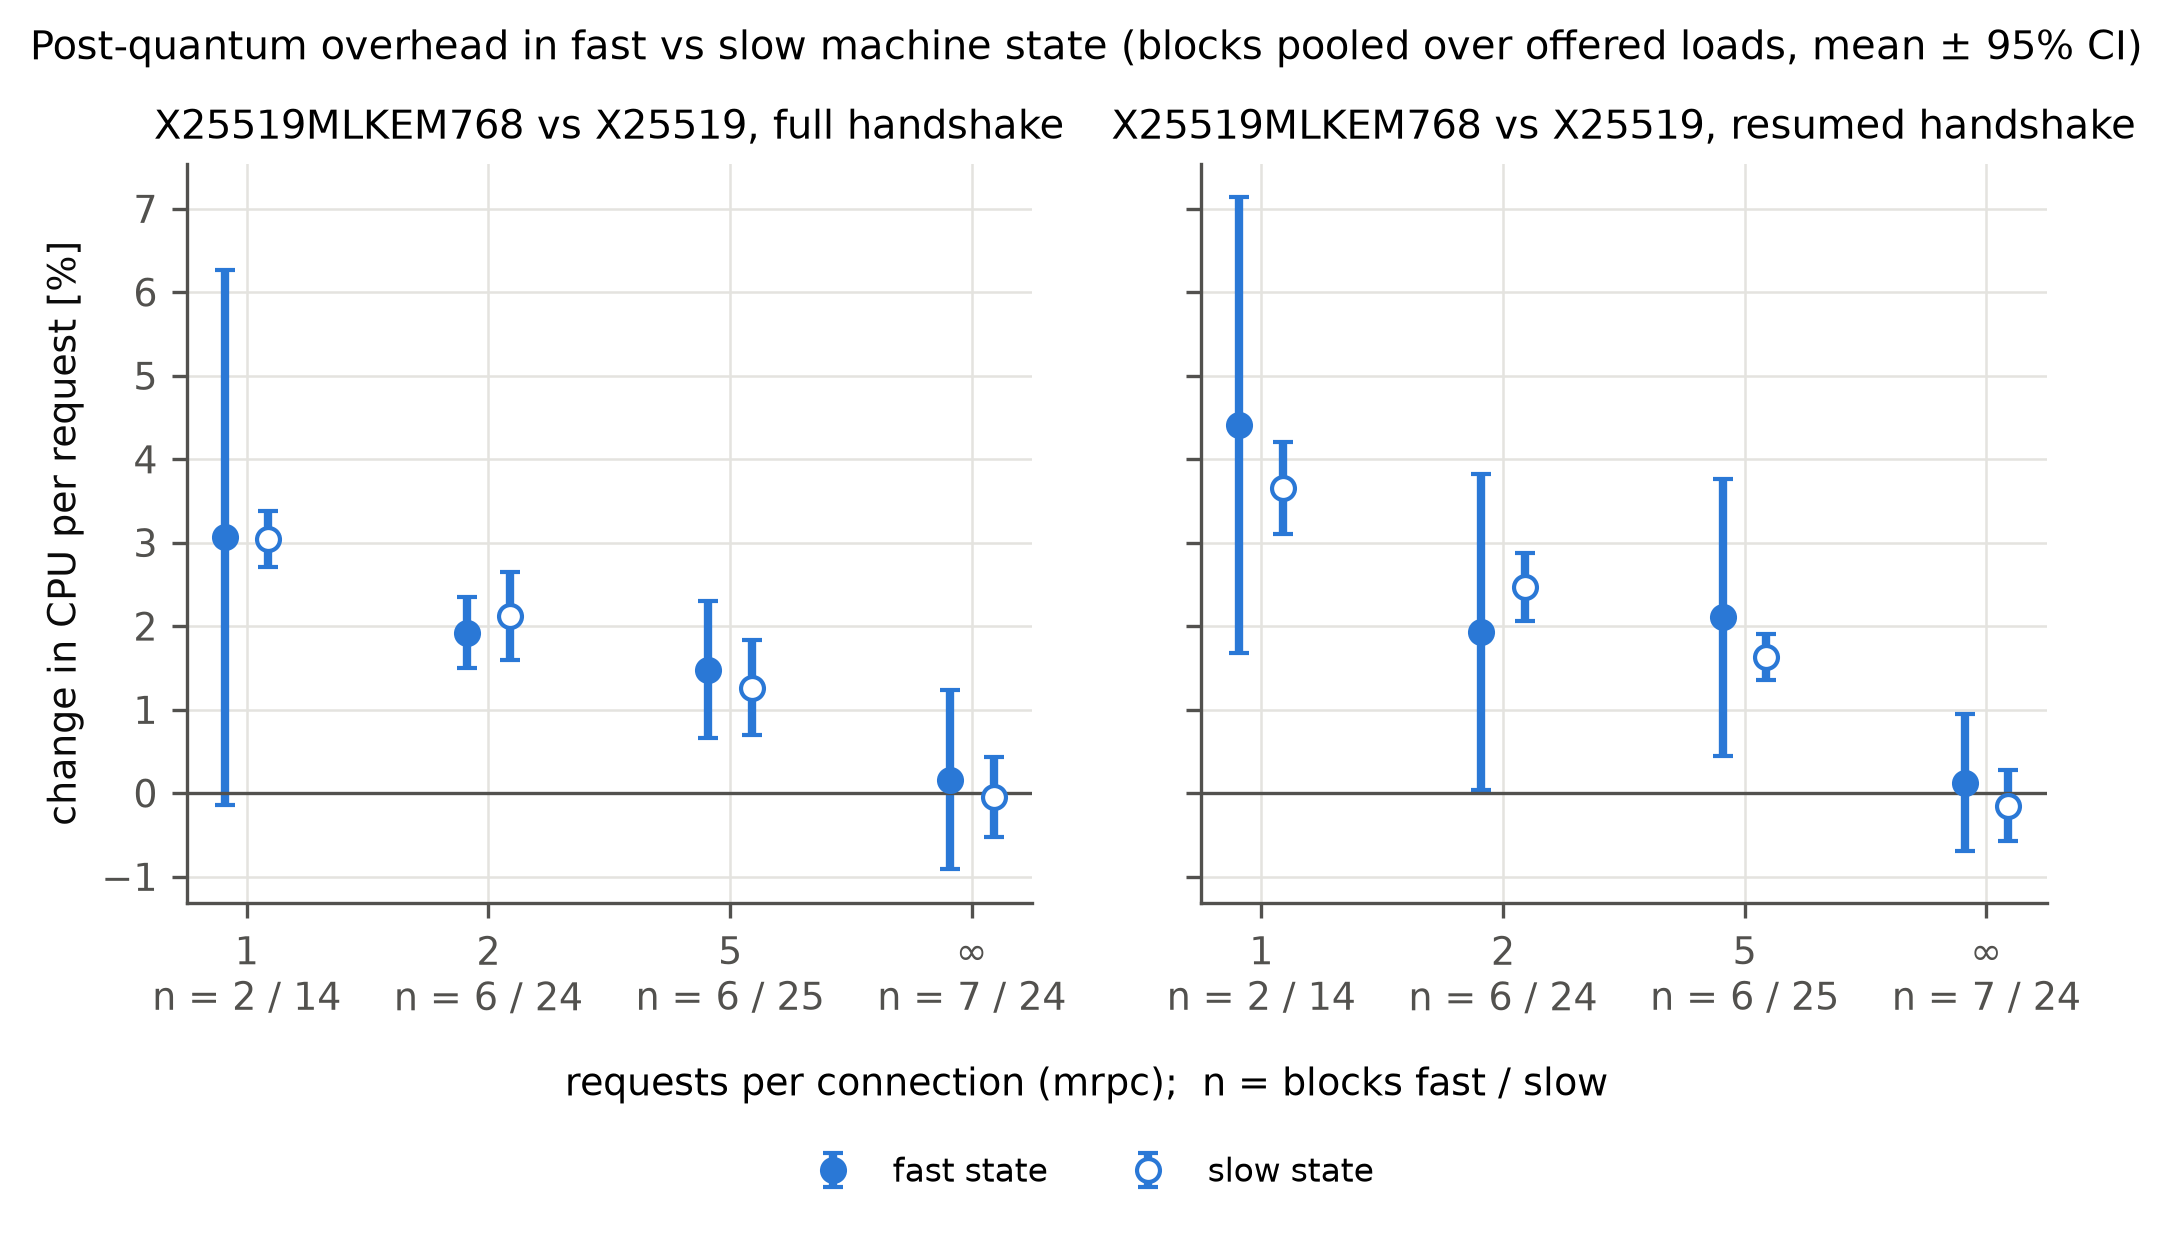 Post-quantum overhead in fast vs slow machine state (blocks pooled over offered loads, mean ± 95% CI)
X25519MLKEM768 vs X25519, full handshake
X25519MLKEM768 vs X25519, resumed handshake
change in CPU per request [%]
7
6
5
4
3
2
1
0
−1
1
2
5
∞
n = 2 / 14
n = 6 / 24
n = 6 / 25
n = 7 / 24
1
2
5
∞
n = 2 / 14
n = 6 / 24
n = 6 / 25
n = 7 / 24
requests per connection (mrpc);  n = blocks fast / slow
fast state
slow state